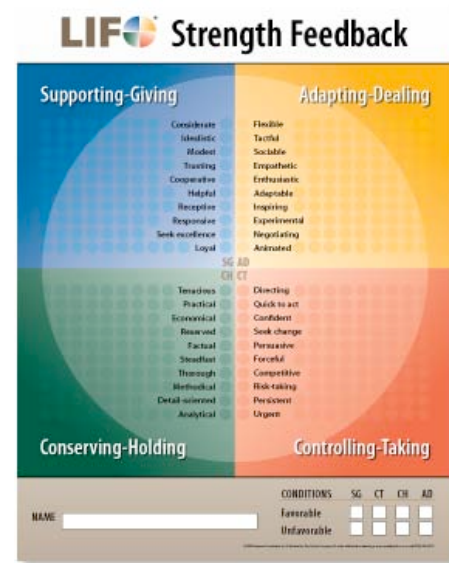 LIFO Strength Feedback
Supporting-Giving
Adapting-Dealing
Considerate
Idealistic
Modest
Trusting
Cooperative
Helpful
Receptive
Responsive
Seek excellence
Loyal
Flexible
Tactful
Sociable
Empathetic
Enthusiastic
Adaptable
Inspiring
Experimental
Negotiating
Animated
SG AD
CH CT
Tenacious
Practical
Economical
Reserved
Factual
Steadfast
Thorough
Methodical
Detail-oriented
Analytical
Directing
Quick to act
Confident
Seek change
Persuasive
Forceful
Competitive
Risk-taking
Persistent
Urgent
Conserving-Holding
Controlling-Taking
CONDITIONS SG CT CH AD
Favorable
Unfavorable
NAME